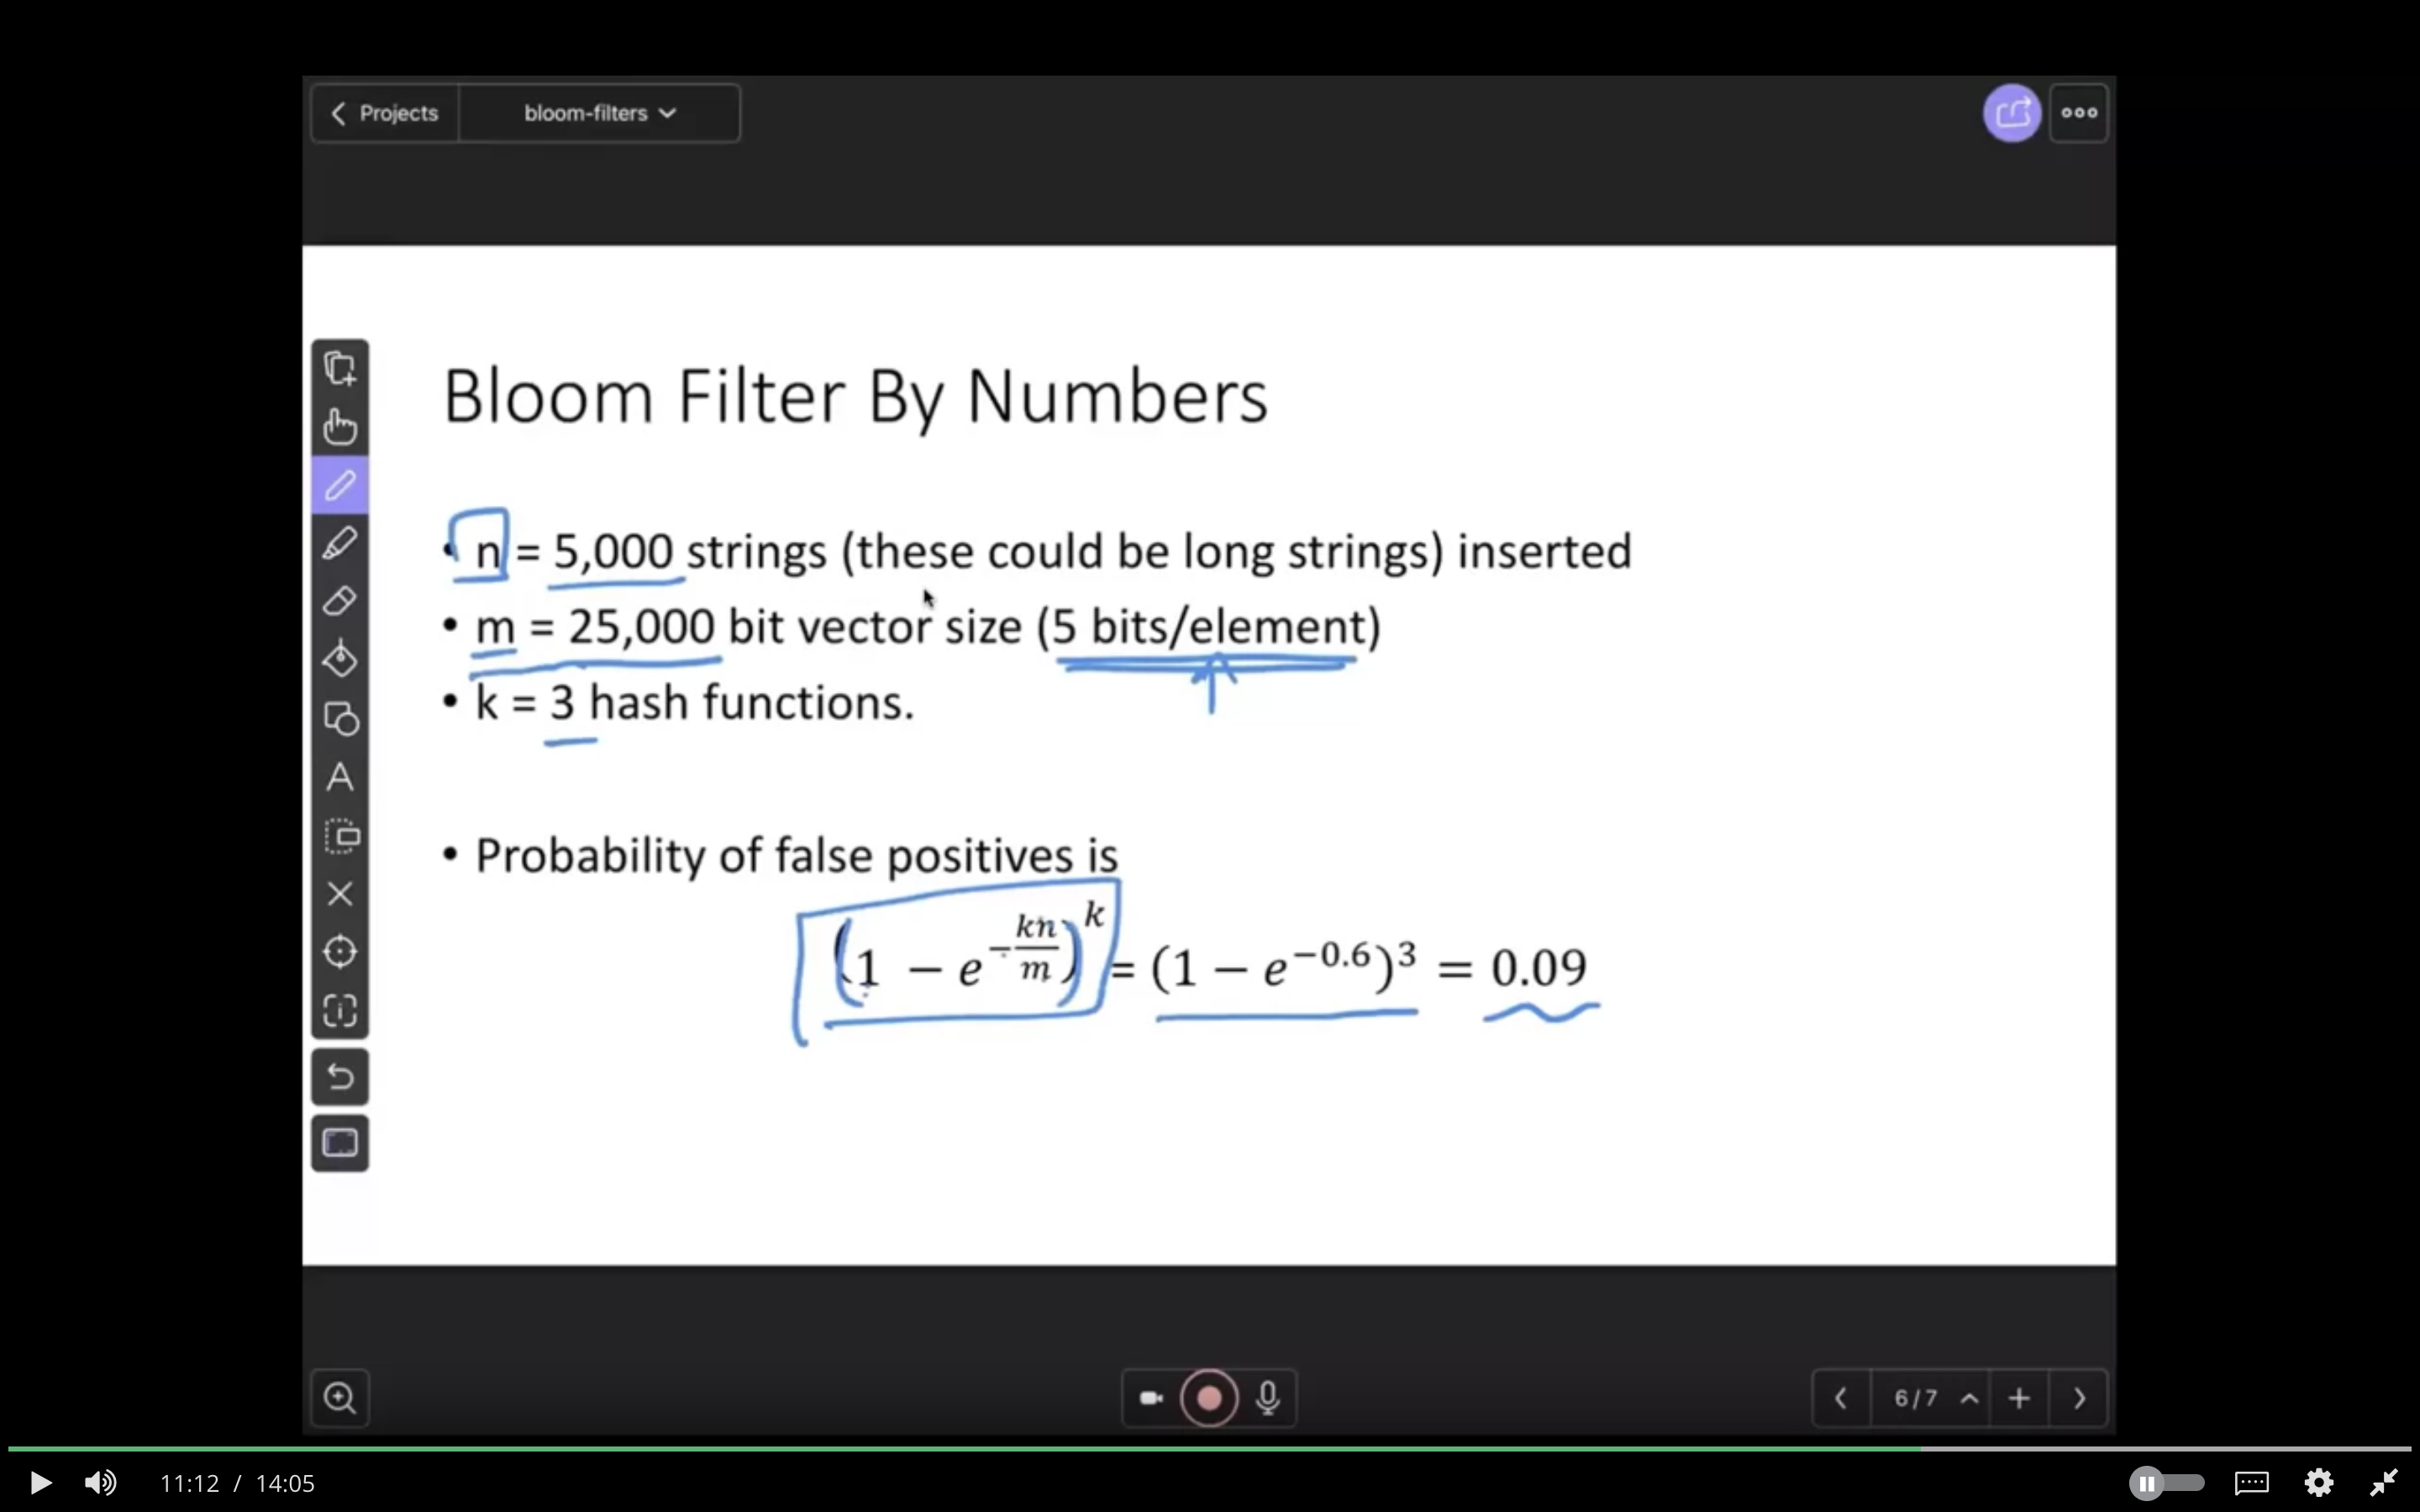 Projects bloom-filters
Bloom Filter By Numbers
• n = 5,000 strings (these could be long strings) inserted
• m = 25,000 bit vector size (5 bits/element)
• k = 3 hash functions.
• Probability of false positives is
(1 − e^{−\frac{kn}{m}})^k = (1 − e^{−0.6})^3 = 0.09
6/7
11:12 / 14:05